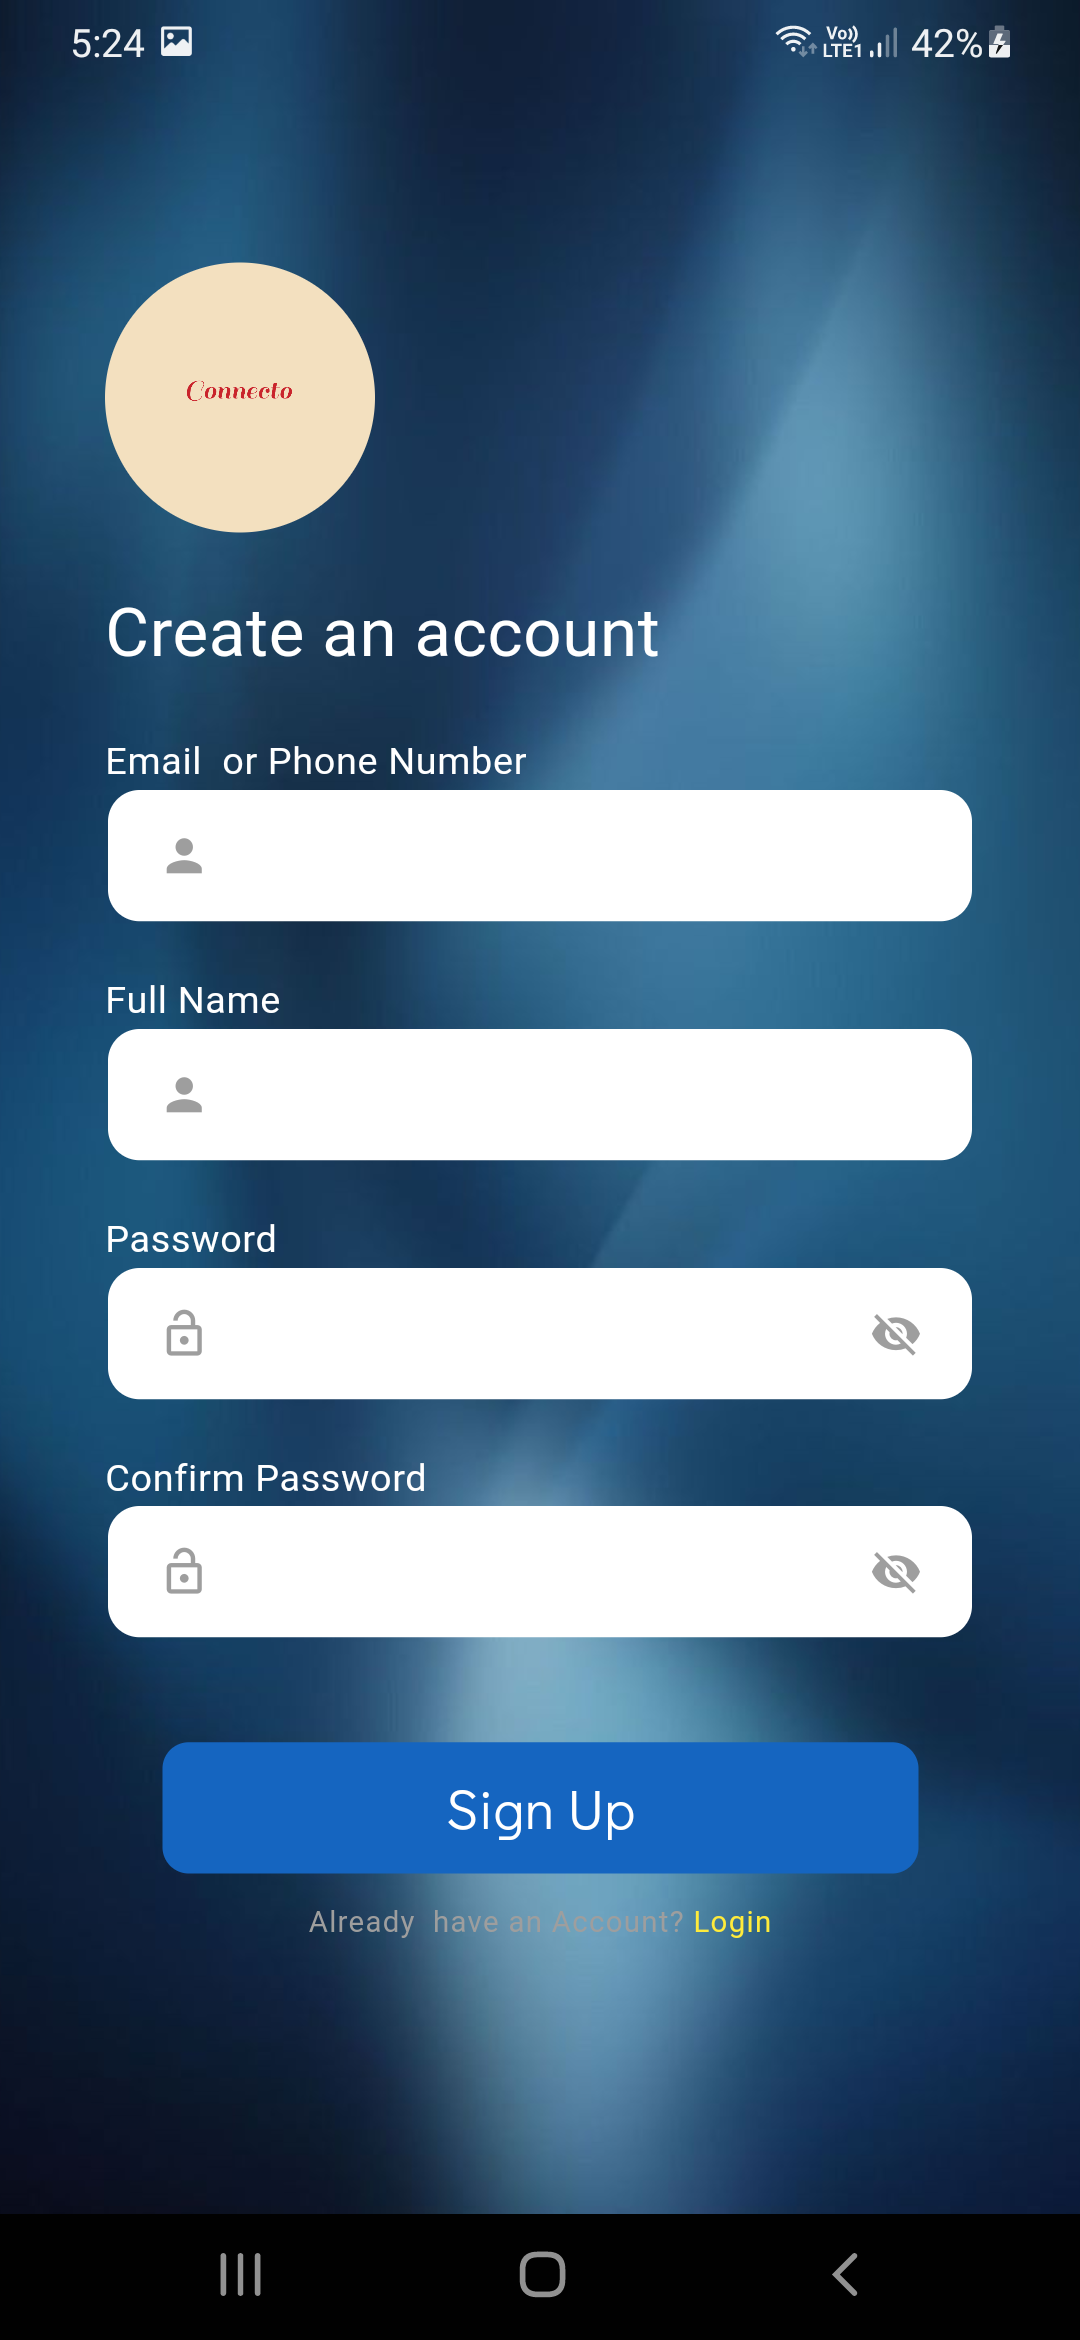 5:24 Vo)) LTE1 42%
Connecto
Create an account
Email  or Phone Number
Full Name
Password
Confirm Password
Sign Up
Already  have an Account? Login